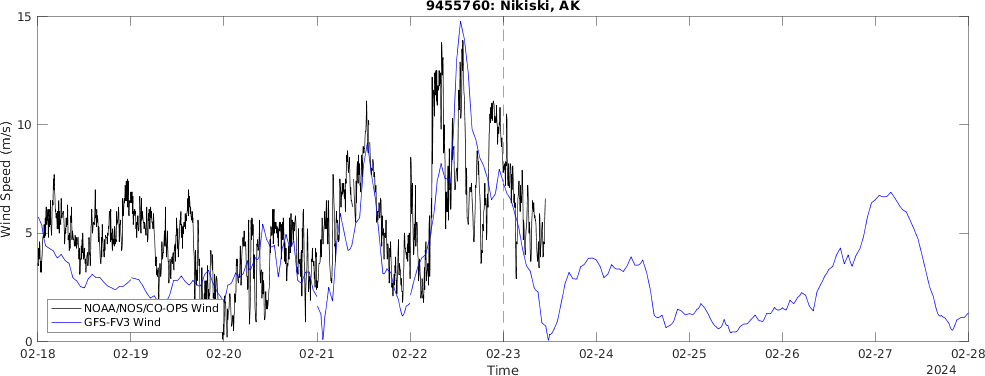 9455760: Nikiski, AK
15
10
5
0
Wind Speed (m/s)
NOAA/NOS/CO-OPS Wind
GFS-FV3 Wind
02-18 02-19 02-20 02-21 02-22 02-23 02-24 02-25 02-26 02-27 02-28
Time
2024